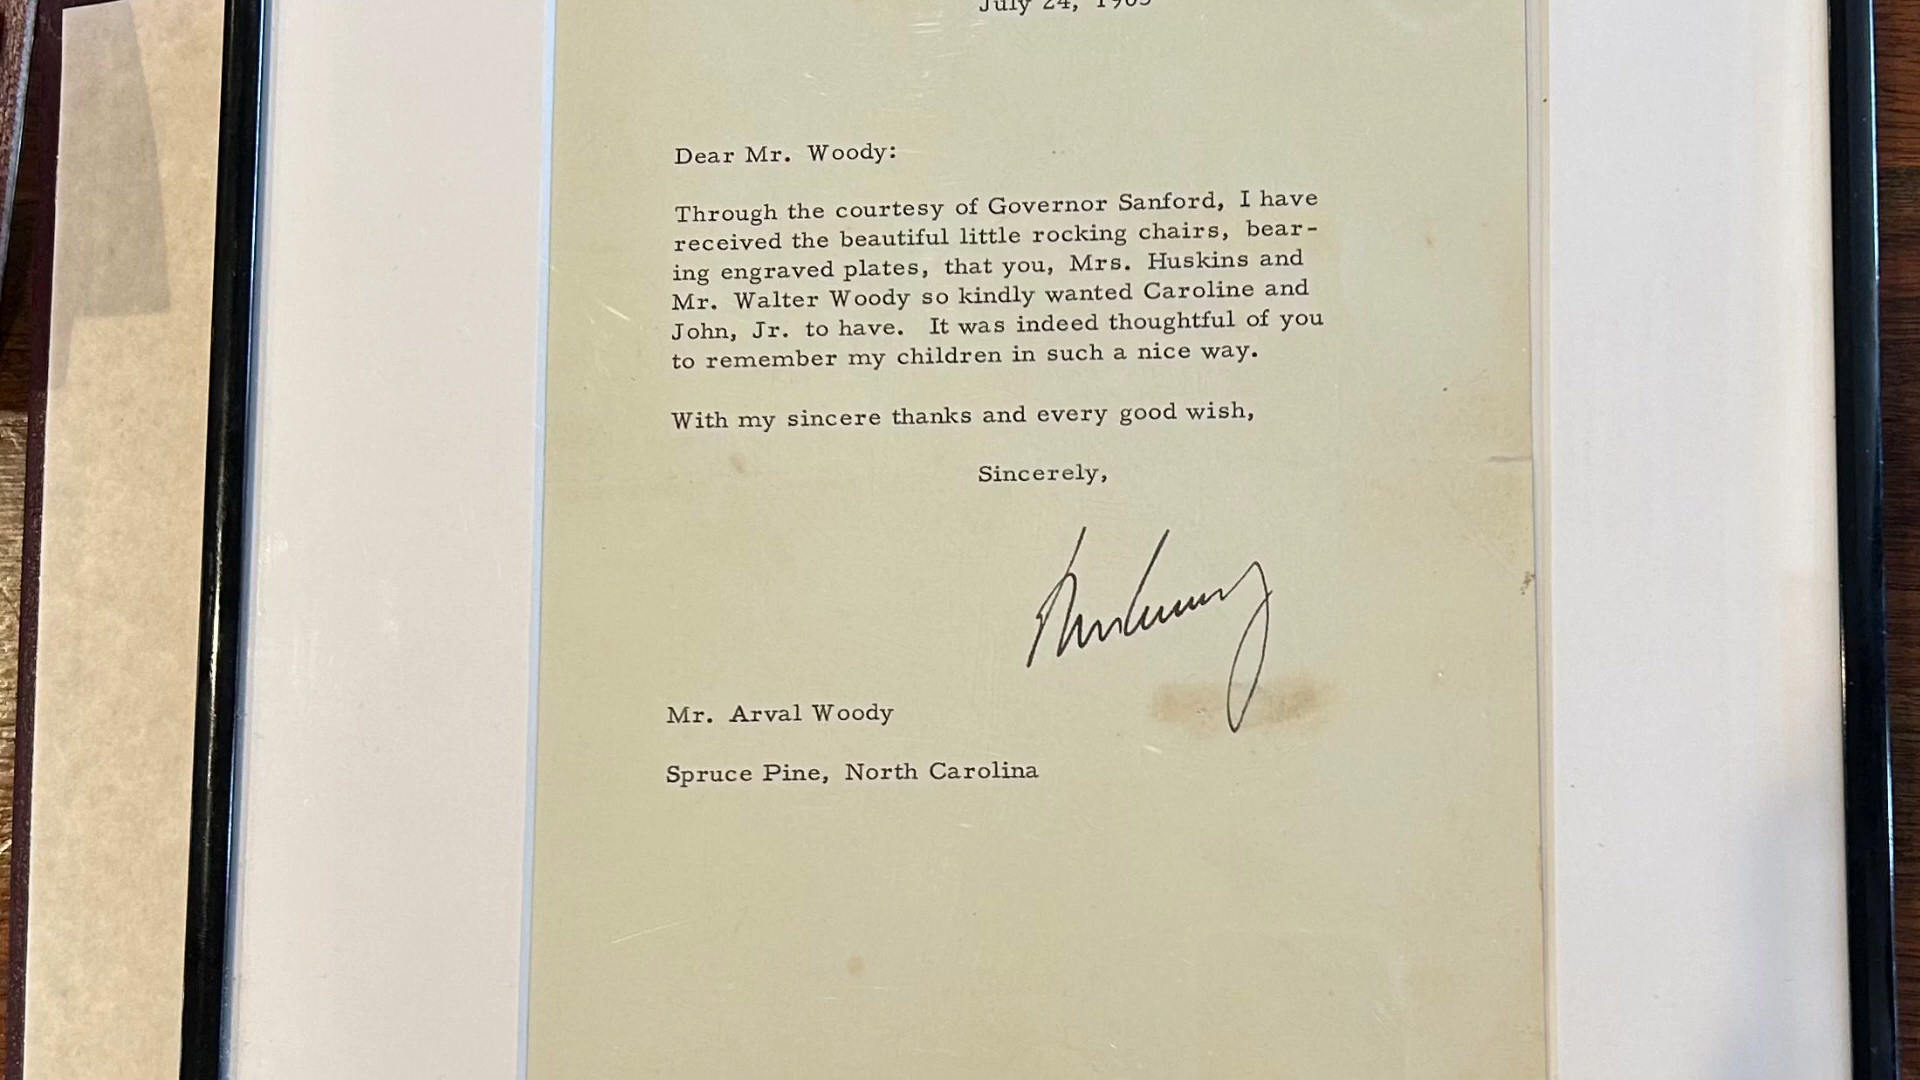 July 24, 1963
Dear Mr. Woody:
Through the courtesy of Governor Sanford, I have
received the beautiful little rocking chairs, bear-
ing engraved plates, that you, Mrs. Huskins and
Mr. Walter Woody so kindly wanted Caroline and
John, Jr. to have. It was indeed thoughtful of you
to remember my children in such a nice way.
With my sincere thanks and every good wish,
Sincerely,
Mr. Arval Woody
Spruce Pine, North Carolina